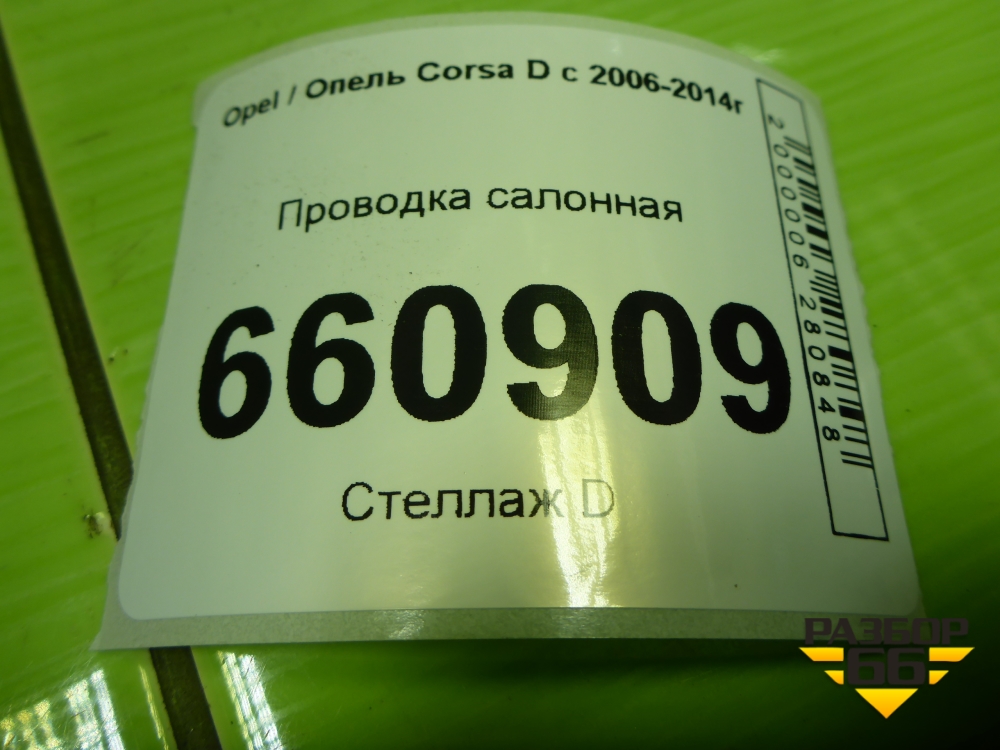 Opel / Опель Corsa D с 2006-2014г
Проводка салонная
660909
Стеллаж D
2000006280848
РАЗБОР
66